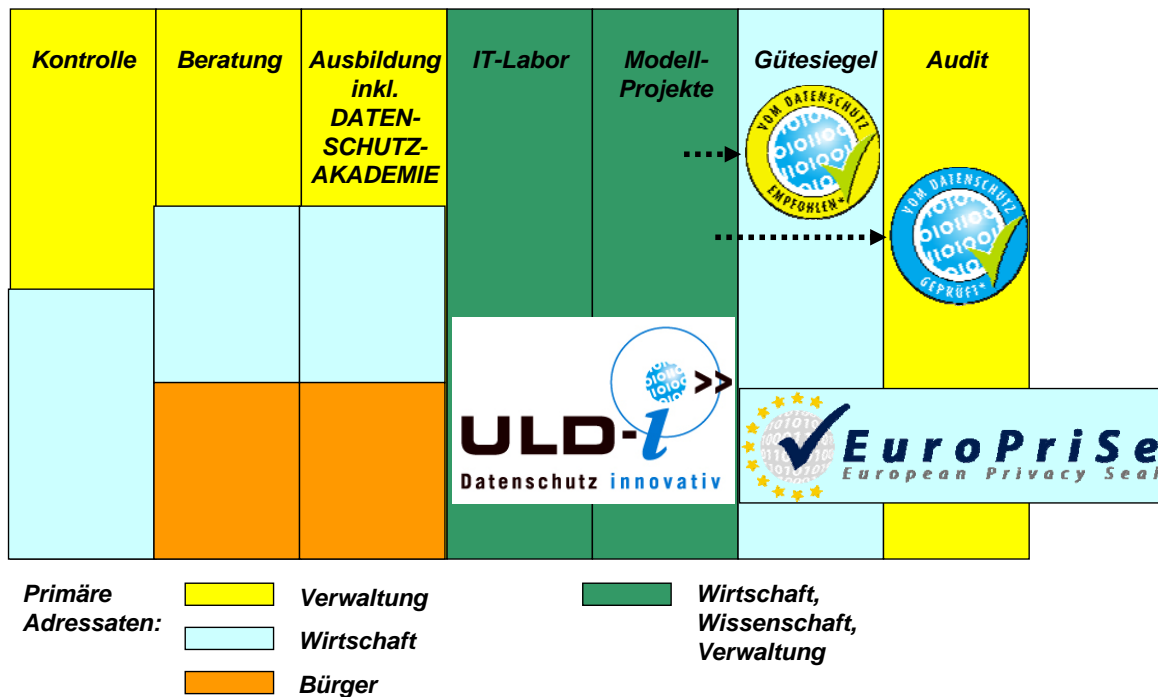 Kontrolle
Beratung
Ausbildung
inkl.
DATEN-
SCHUTZ-
AKADEMIE
IT-Labor
Modell-
Projekte
Gütesiegel
Audit
VOM DATENSCHUTZ
EMPFOHLEN*
VOM DATENSCHUTZ
GEPRÜFT*
ULD-i
>>
Datenschutz innovativ
EuroPriSe
European Privacy Seal
Primäre
Adressaten:
Verwaltung
Wirtschaft
Bürger
Wirtschaft,
Wissenschaft,
Verwaltung